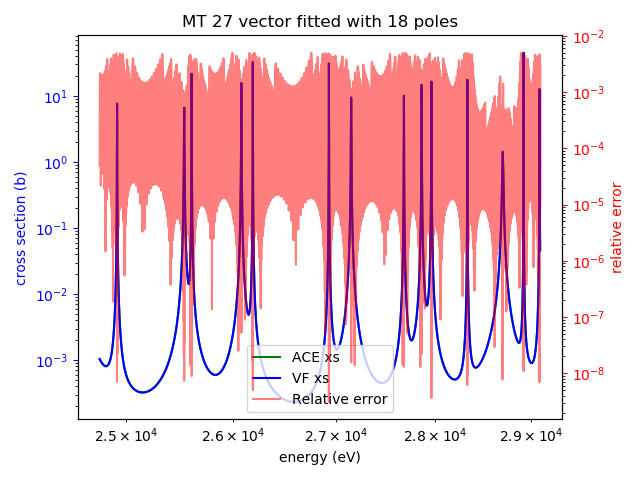 MT 27 vector fitted with 18 poles
10¹
10⁰
10⁻¹
10⁻²
10⁻³
cross section (b)
10⁻²
10⁻³
10⁻⁴
10⁻⁵
10⁻⁶
10⁻⁷
10⁻⁸
relative error
ACE xs
VF xs
Relative error
2.5 × 10⁴ 2.6 × 10⁴ 2.7 × 10⁴ 2.8 × 10⁴ 2.9 × 10⁴
energy (eV)